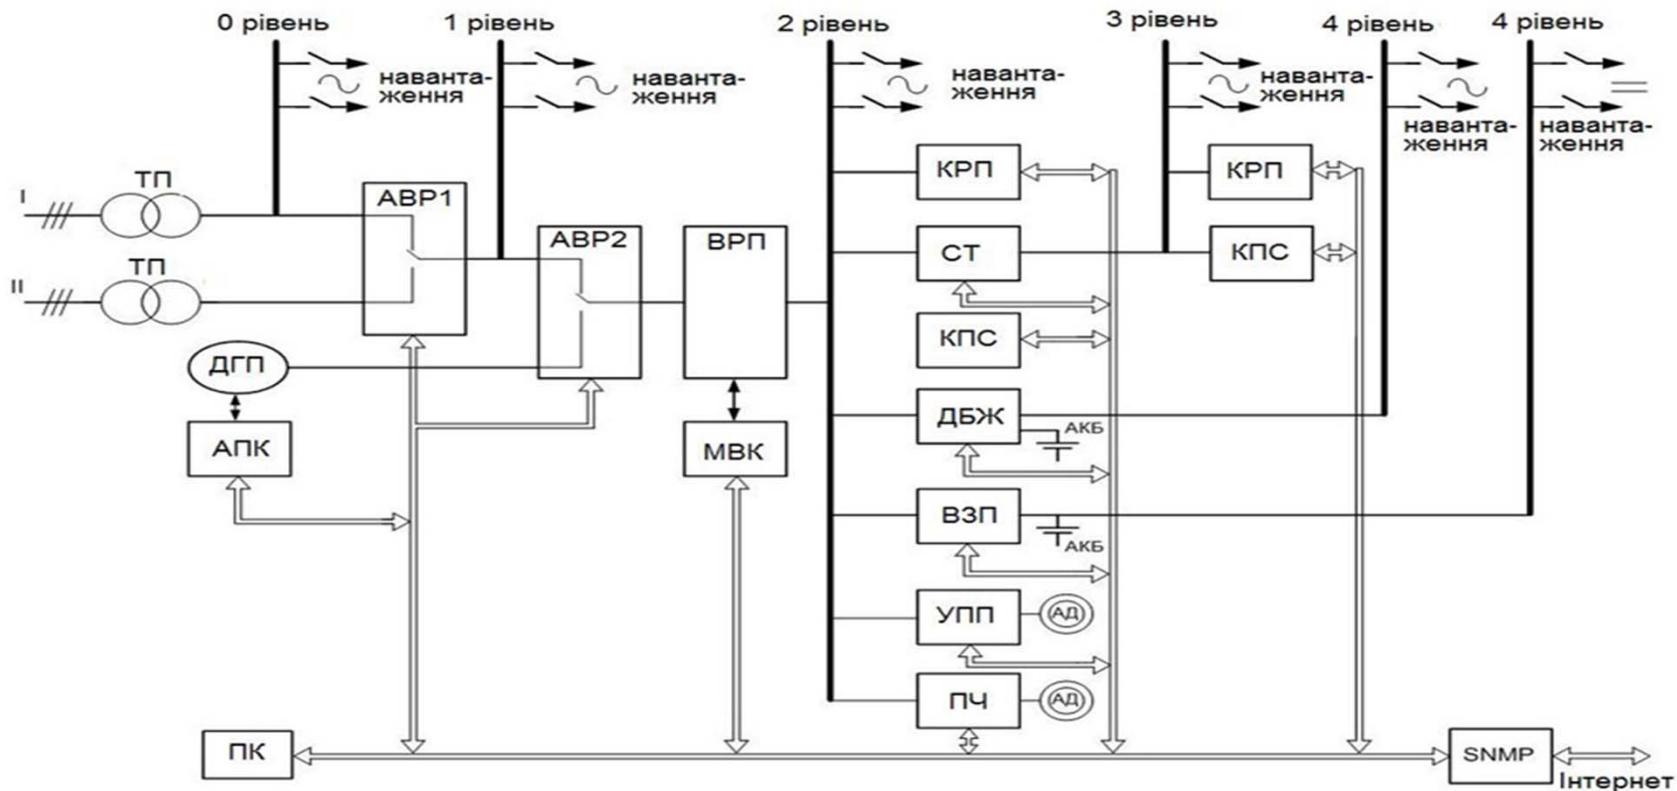 0 рівень
1 рівень
2 рівень
3 рівень
4 рівень
4 рівень
наванта-
ження
наванта-
ження
наванта-
ження
наванта-
ження
наванта-
ження
наванта-
ження
I
ТП
АВР1
АВР2
ВРП
КРП
КРП
СТ
КПС
II
ТП
КПС
ДГП
АПК
МВК
ДБЖ
АКБ
ВЗП
АКБ
УПП
АД
ПЧ
АД
ПК
SNMP
Інтернет